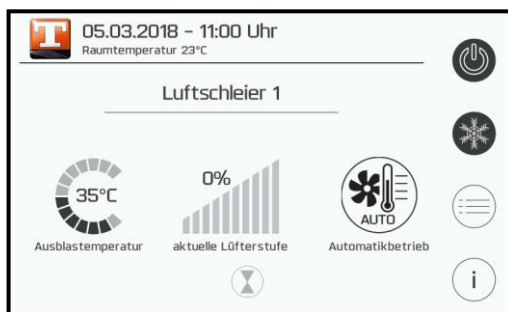 T
05.03.2018 - 11:00 Uhr
Raumtemperatur 23°C
Luftschleier 1
35°C
Ausblastemperatur
0%
aktuelle Lüfterstufe
AUTO
Automatikbetrieb
i